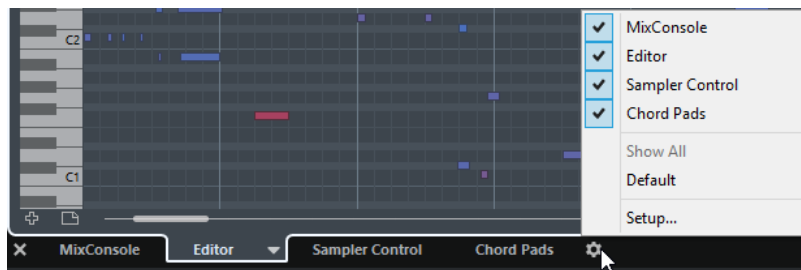 C2
C1
MixConsole
Editor
Sampler Control
Chord Pads
Show All
Default
Setup...
MixConsole Editor Sampler Control Chord Pads